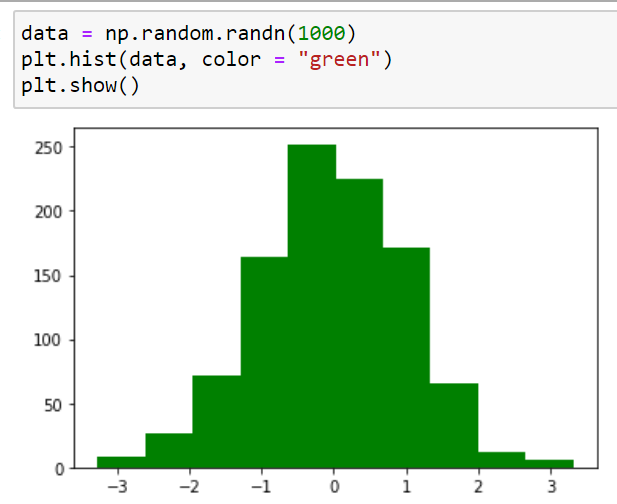 data = np.random.randn(1000)
plt.hist(data, color = "green")
plt.show()
250
200
150
100
50
0
−3 −2 −1 0 1 2 3